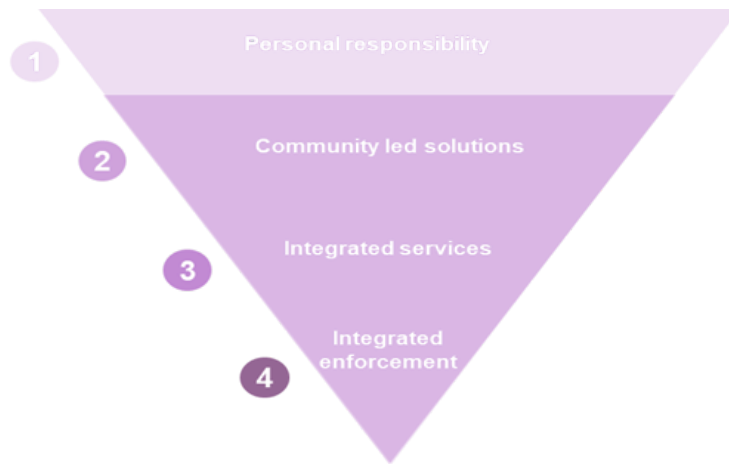 Personal responsibility
1
Community led solutions
2
Integrated services
3
Integrated
enforcement
4